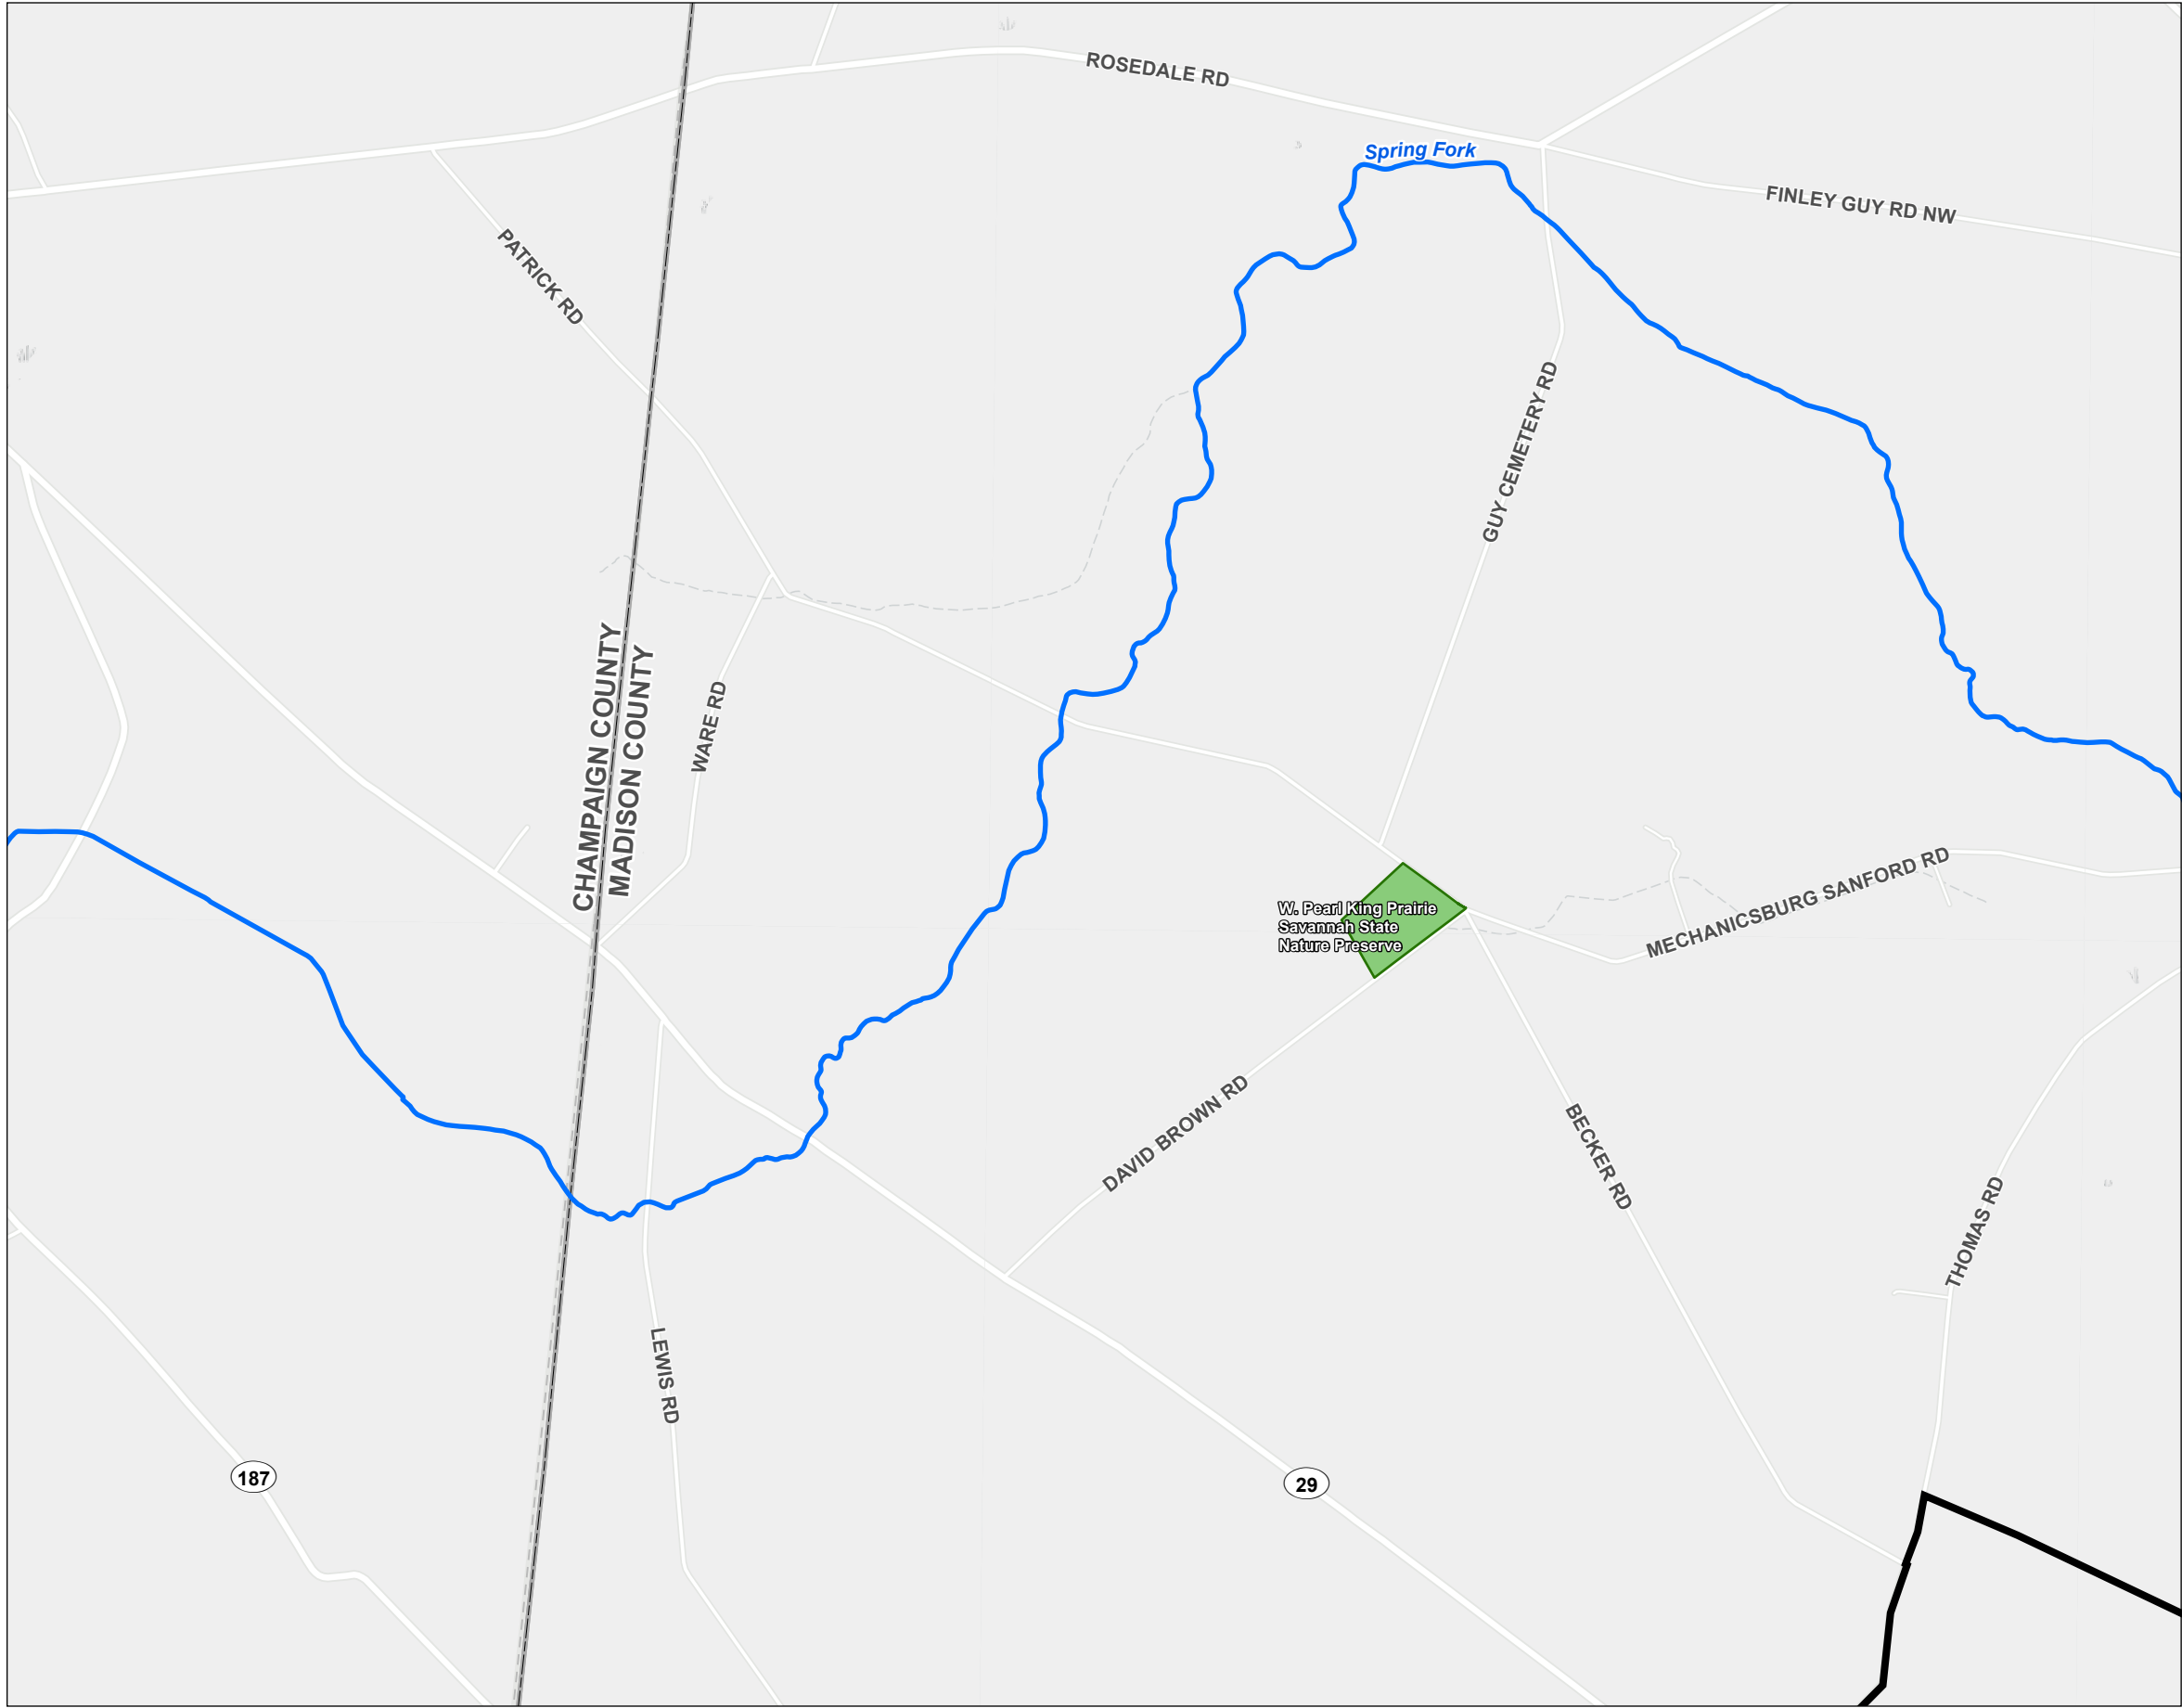 ROSEDALE RD
Spring Fork
FINLEY GUY RD NW
PATRICK RD
GUY CEMETERY RD
CHAMPAIGN COUNTY
MADISON COUNTY
WARE RD
MECHANICSBURG SANFORD RD
W. Pearl King Prairie
Savannah State
Nature Preserve
DAVID BROWN RD
BECKER RD
THOMAS RD
LEWIS RD
187
29